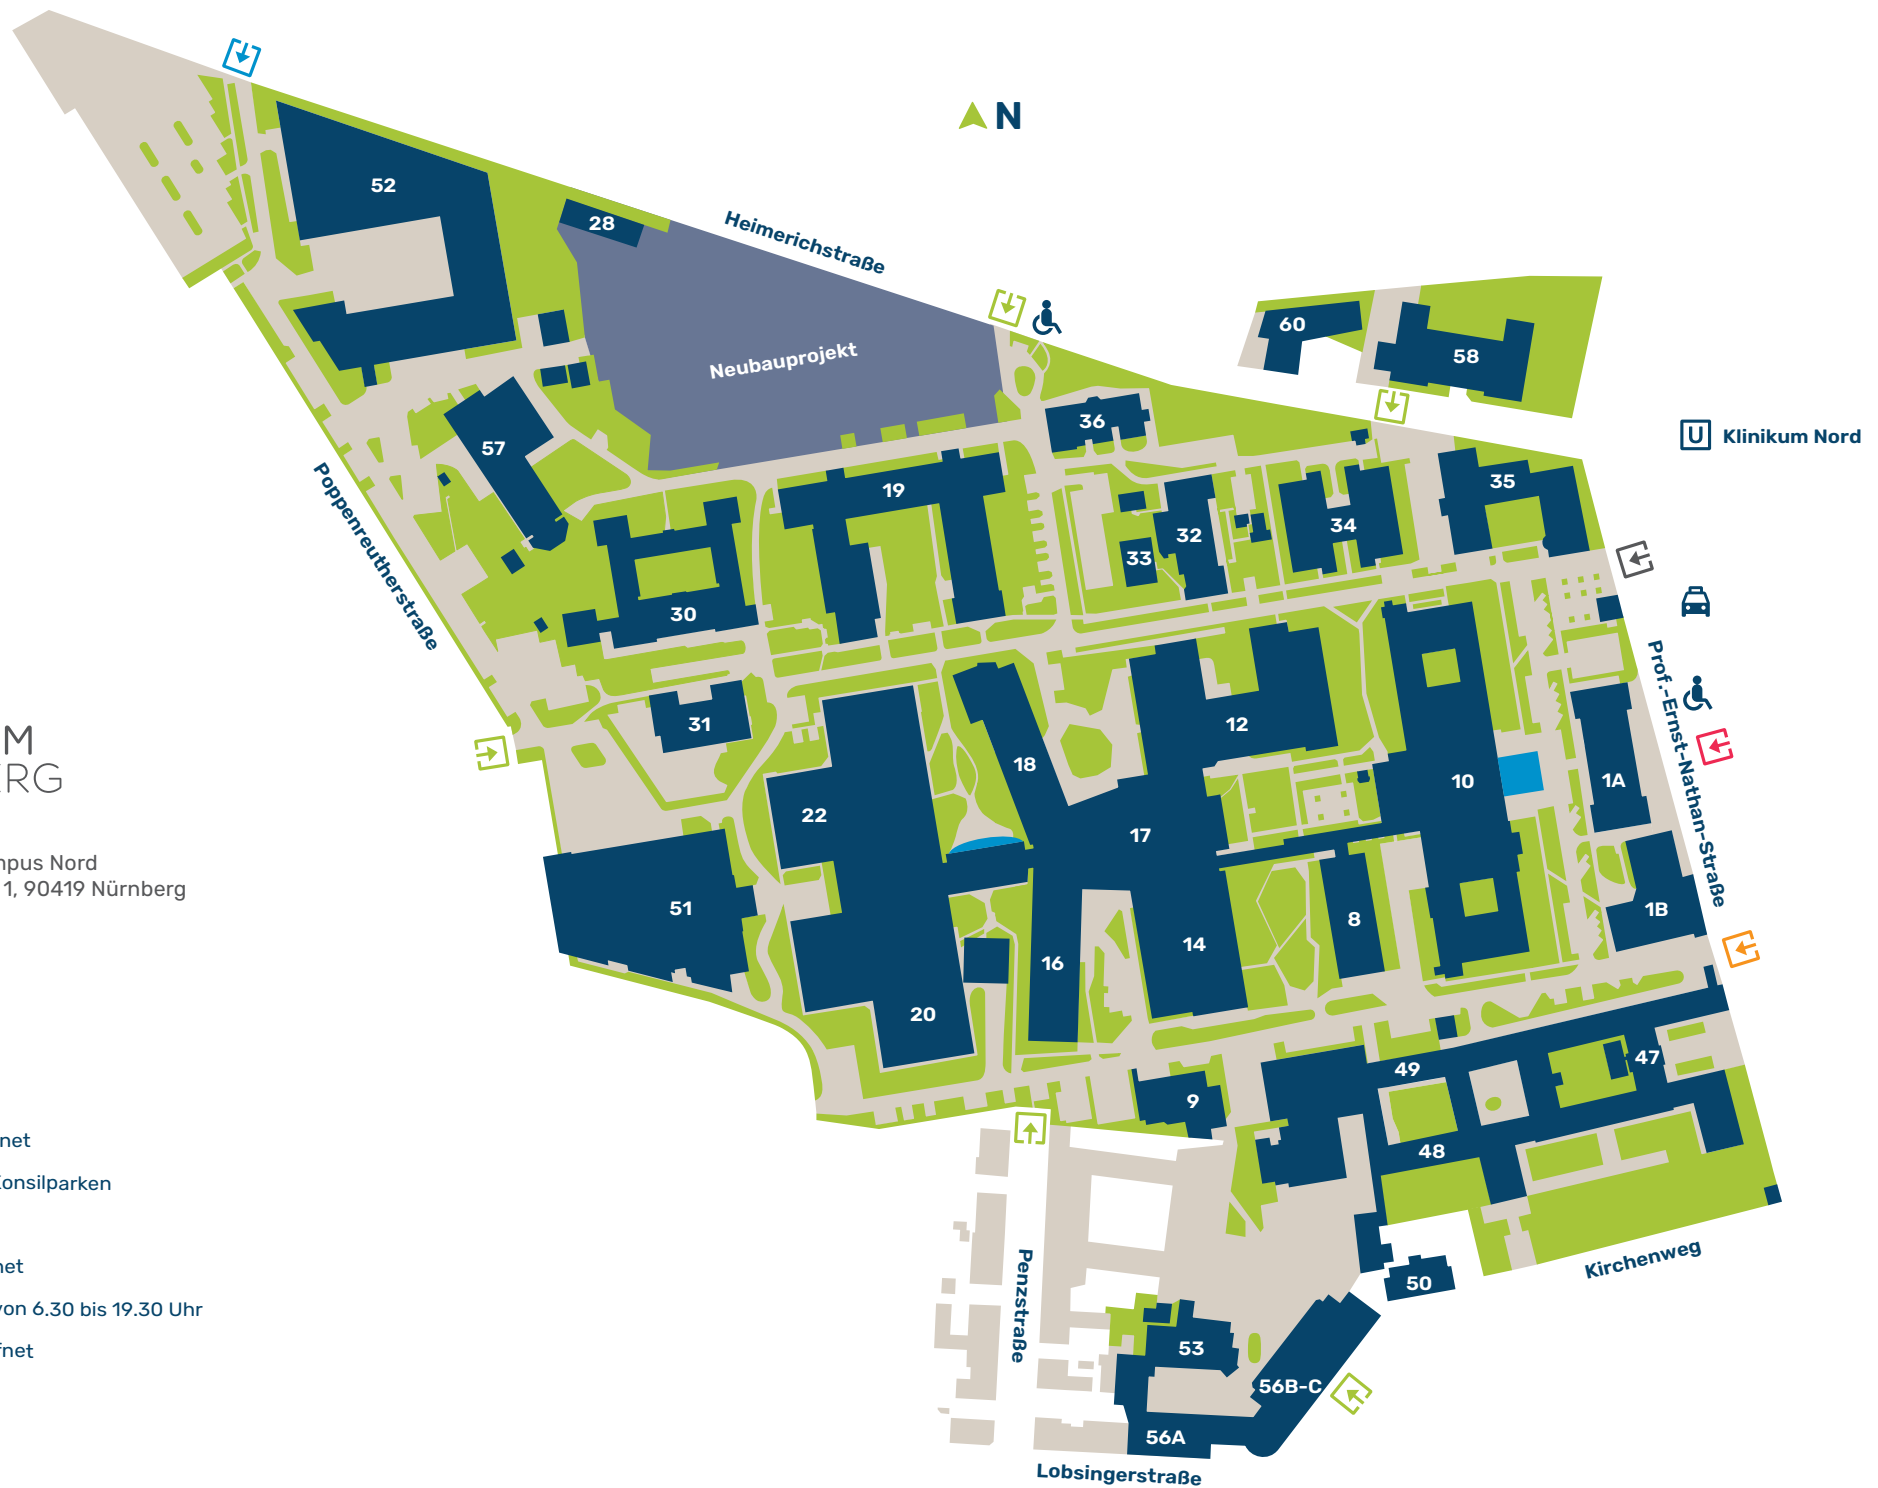 N
52
28
Heimerichstraße
Neubauprojekt
60
58
36
U Klinikum Nord
57
19
35
34
32
33
Poppenreutherstraße
30
31
12
18
10
1A
Prof.-Ernst-Nathan-Straße
22
17
M
ERG
mpus Nord
1, 90419 Nürnberg
51
8
1B
14
16
20
49
47
9
48
net
Konsilparken
net
von 6.30 bis 19.30 Uhr
fnet
Penzstraße
Kirchenweg
50
53
56B-C
56A
Lobsingerstraße